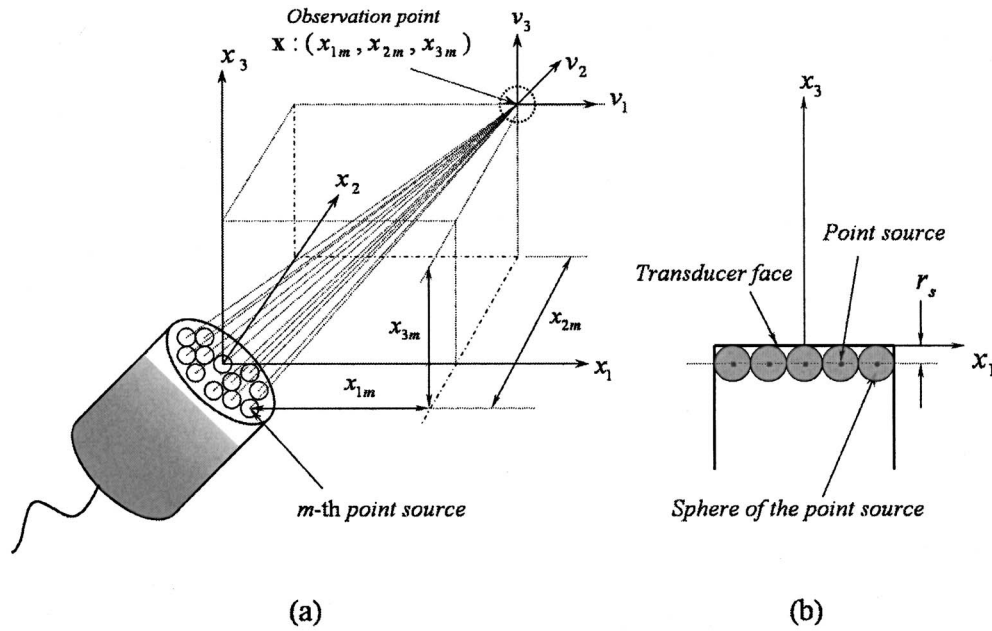 Observation point
x : (x1m, x2m, x3m)
v3
v2
v1
x3
x2
x3m
x2m
x1
x1m
m-th point source
(a)
x3
Point source
Transducer face
rs
x1
Sphere of the point source
(b)